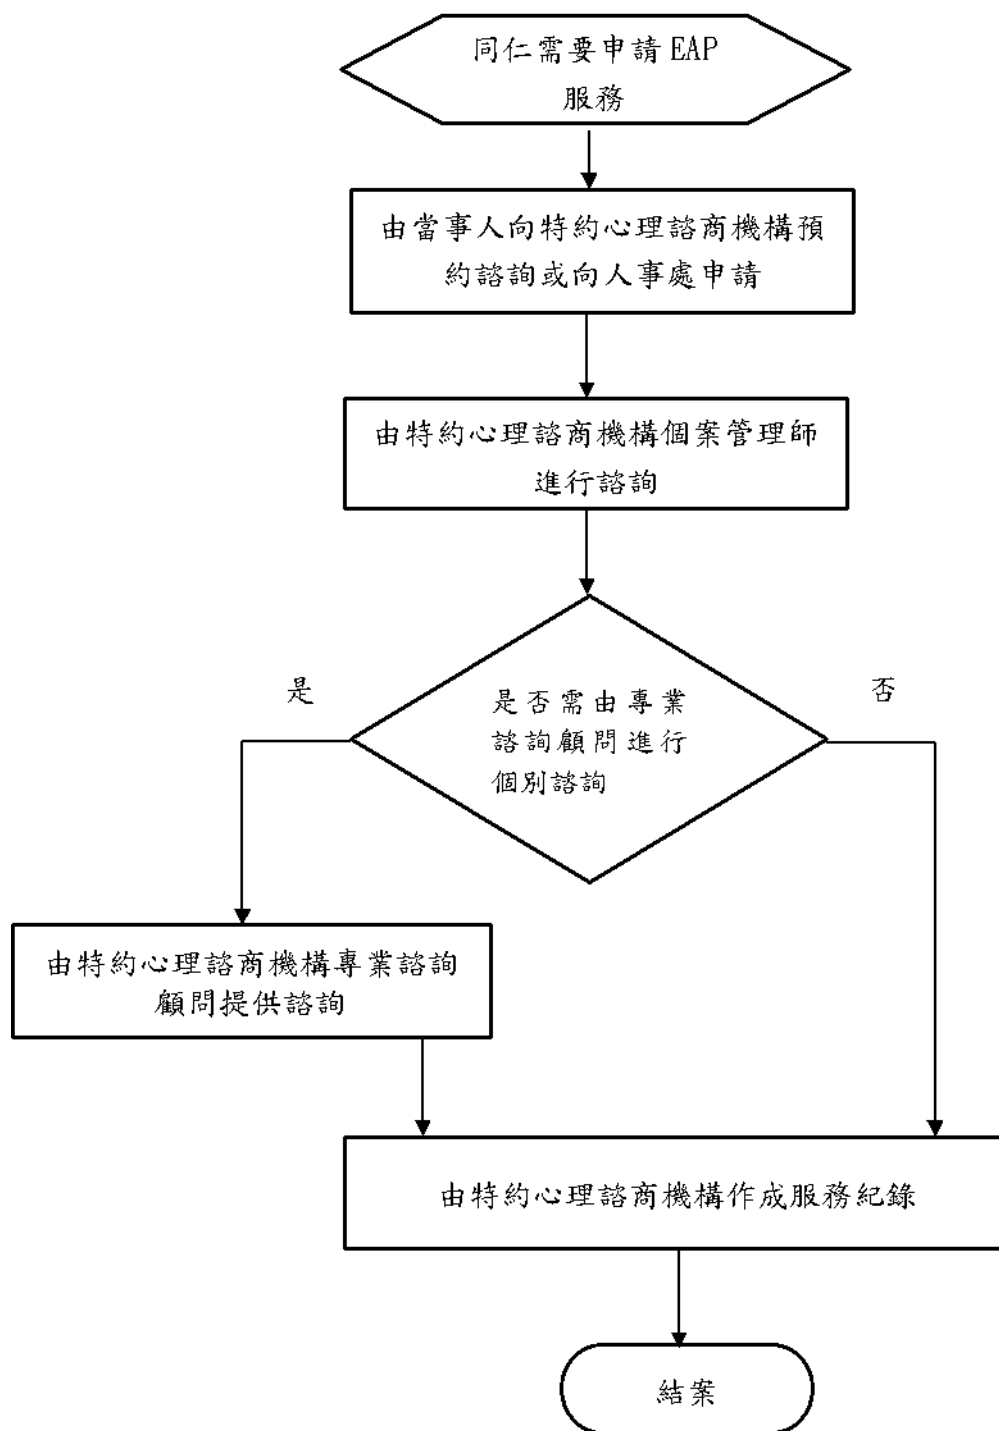 同仁需要申請 EAP
服務
由當事人向特約心理諮商機構預
約諮詢或向人事處申請
由特約心理諮商機構個案管理師
進行諮詢
是
否
是否需由專業
諮詢顧問進行
個別諮詢
由特約心理諮商機構專業諮詢
顧問提供諮詢
由特約心理諮商機構作成服務紀錄
結案